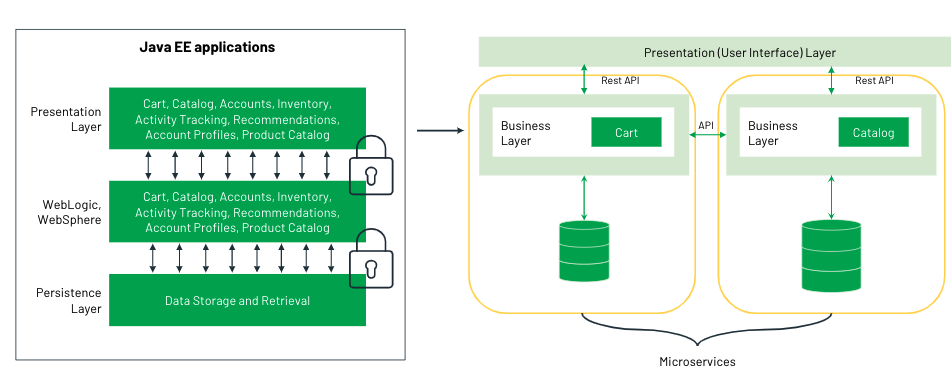 Java EE applications
Presentation
Layer
Cart, Catalog, Accounts, Inventory,
Activity Tracking, Recommendations,
Account Profiles, Product Catalog
WebLogic,
WebSphere
Cart, Catalog, Accounts, Inventory,
Activity Tracking, Recommendations,
Account Profiles, Product Catalog
Persistence
Layer
Data Storage and Retrieval
Presentation (User Interface) Layer
Rest API
Rest API
Business
Layer
Cart
API
Business
Layer
Catalog
Microservices